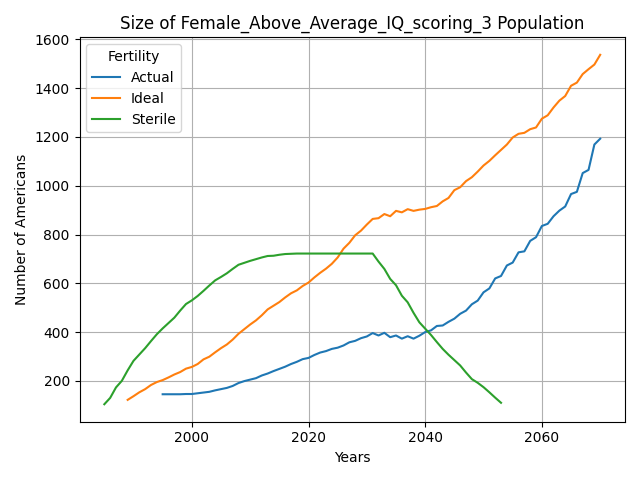 Size of Female_Above_Average_IQ_scoring_3 Population
Number of Americans
1600
1400
1200
1000
800
600
400
200
Fertility
Actual
Ideal
Sterile
2000
2020
2040
2060
Years